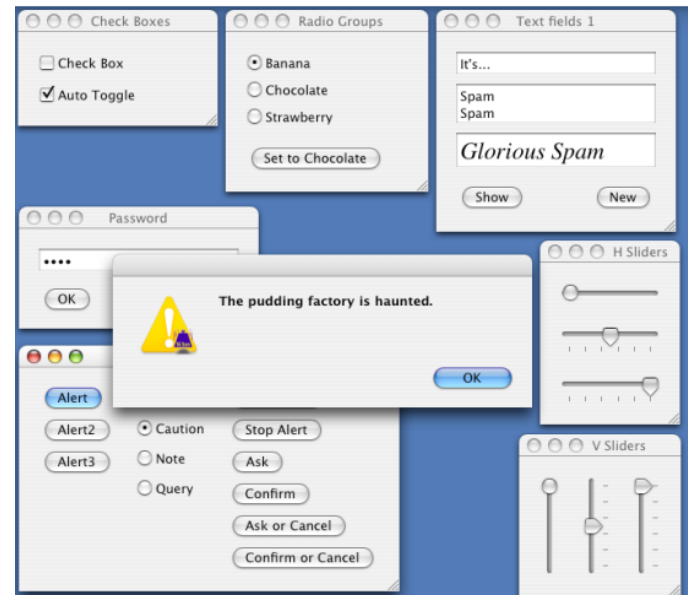 Check Boxes
Check Box
Auto Toggle
Radio Groups
Banana
Chocolate
Strawberry
Set to Chocolate
Text fields 1
It's...
Spam
Spam
Glorious Spam
Show
New
Password
••••
OK
The pudding factory is haunted.
OK
H Sliders
Alert
Alert2
Alert3
Caution
Note
Query
Stop Alert
Ask
Confirm
Ask or Cancel
Confirm or Cancel
V Sliders